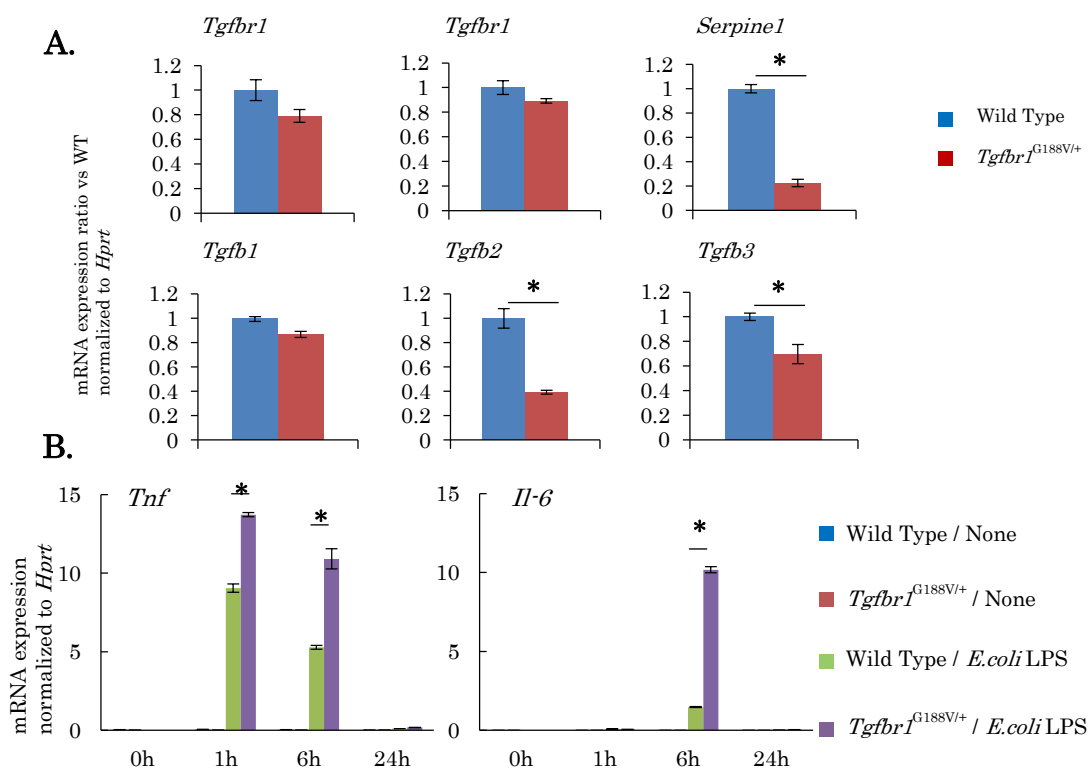 A.
Tgfbr1
1.2
1
0.8
0.6
0.4
0.2
0
Tgfbr1
1.2
1
0.8
0.6
0.4
0.2
0
Serpine1
*
1.2
1
0.8
0.6
0.4
0.2
0
Wild Type
Tgfbr1G188V/+
mRNA expression ratio vs WT
normalized to Hprt
Tgfb1
1.2
1
0.8
0.6
0.4
0.2
0
Tgfb2
*
1.2
1
0.8
0.6
0.4
0.2
0
Tgfb3
*
1.2
1
0.8
0.6
0.4
0.2
0
B.
mRNA expression
normalized to Hprt
Tnf
* *
15
10
5
0
0h 1h 6h 24h
Il-6
*
15
10
5
0
0h 1h 6h 24h
Wild Type / None
Tgfbr1G188V/+ / None
Wild Type / E.coli LPS
Tgfbr1G188V/+ / E.coli LPS